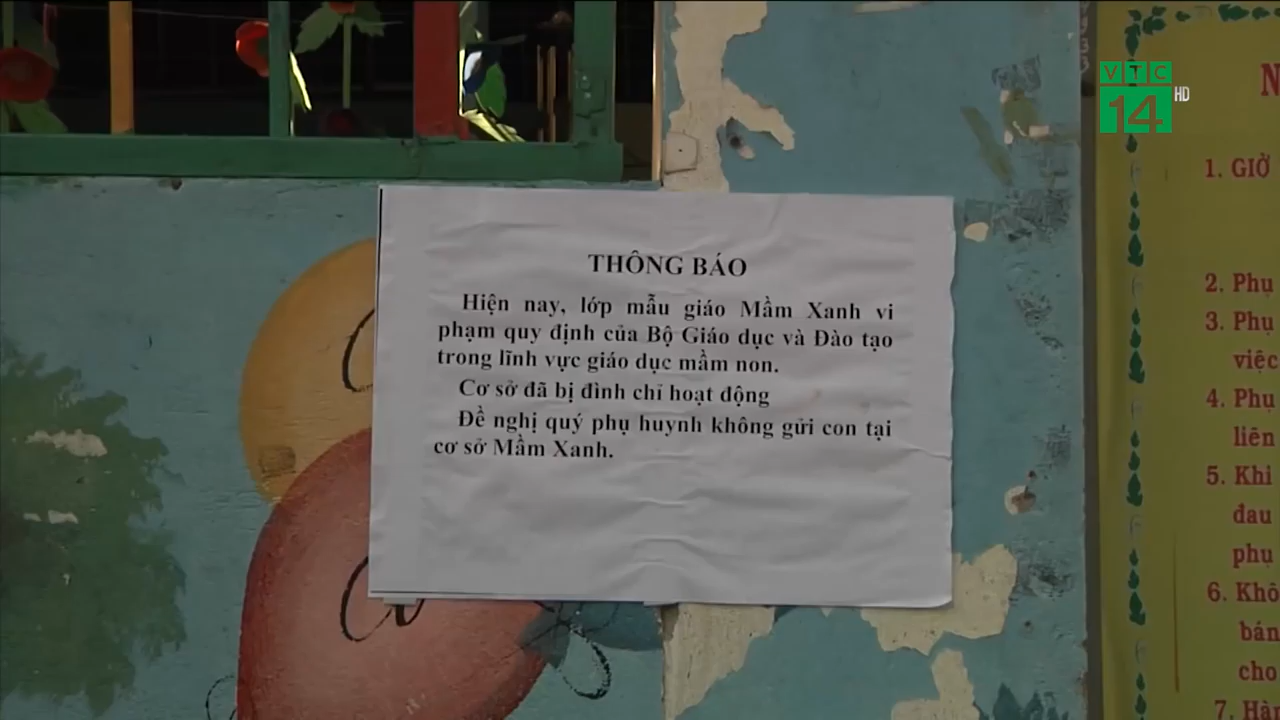 VTC
14 HD
THÔNG BÁO
Hiện nay, lớp mẫu giáo Mầm Xanh vi
phạm quy định của Bộ Giáo dục và Đào tạo
trong lĩnh vực giáo dục mầm non.
Cơ sở đã bị đình chỉ hoạt động
Đề nghị quý phụ huynh không gửi con tại
cơ sở Mầm Xanh.
N
1. GIỜ
2. Phụ
3. Phụ
việc
4. Phụ
liên
5. Khi
đau
phụ
6. Khô
bán
cho
7. Hàn